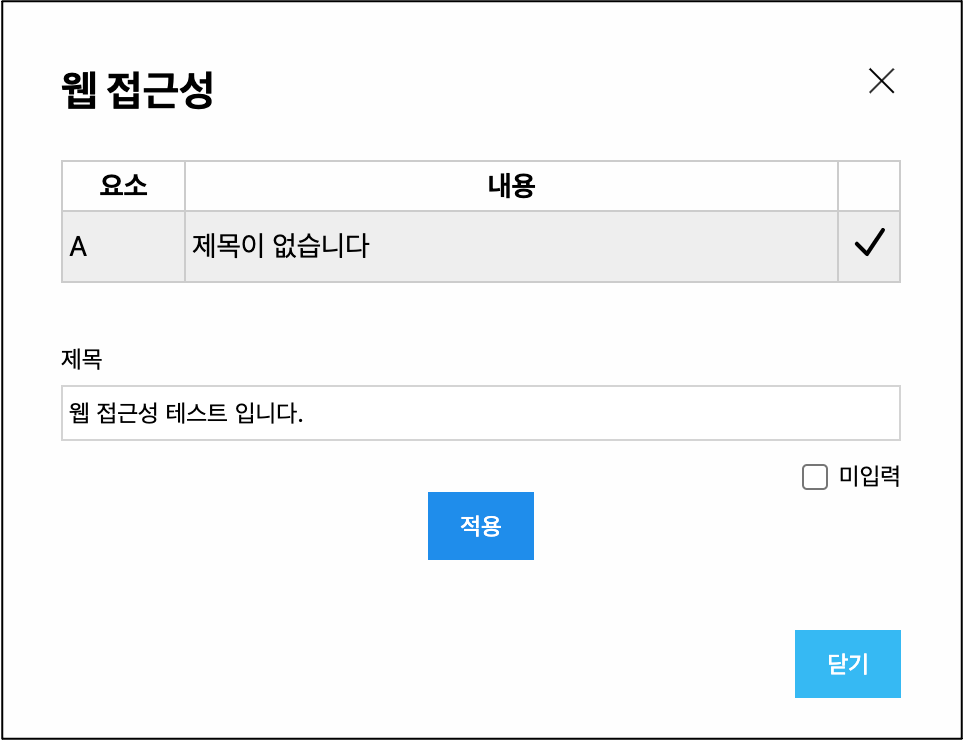 웹 접근성
요소 내용
A 제목이 없습니다
제목
웹 접근성 테스트 입니다.
미입력
적용
닫기